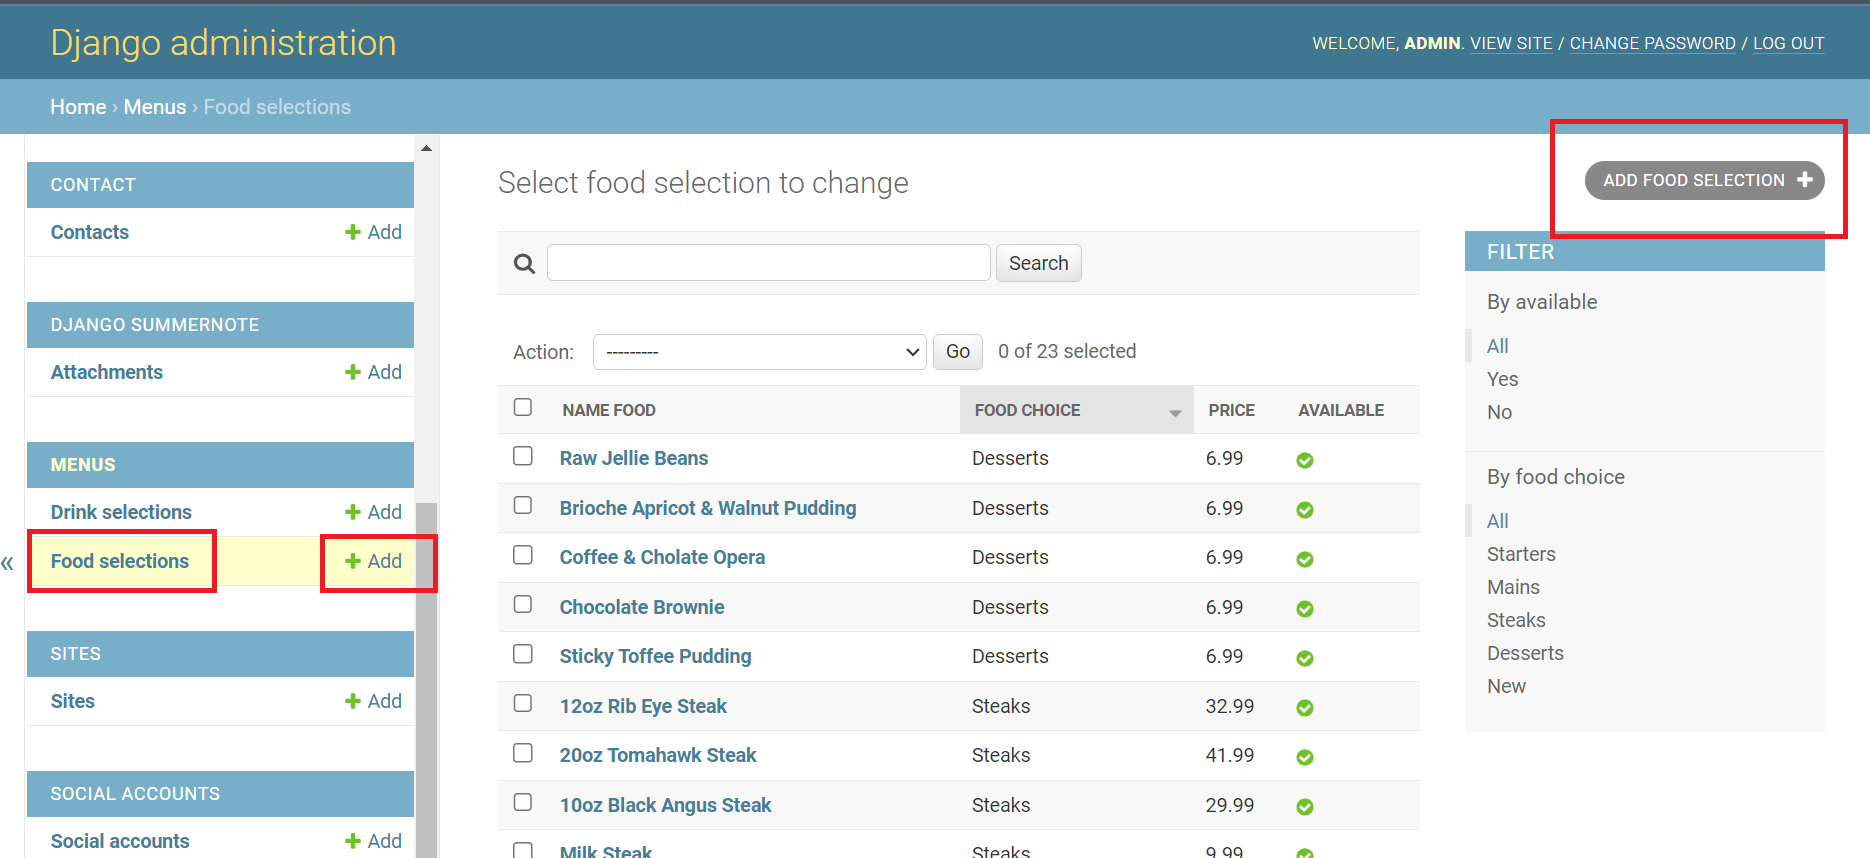 Django administration
WELCOME, ADMIN. VIEW SITE / CHANGE PASSWORD / LOG OUT
Home › Menus › Food selections
CONTACT
Contacts Add
DJANGO SUMMERNOTE
Attachments Add
MENUS
Drink selections Add
Food selections Add
SITES
Sites Add
SOCIAL ACCOUNTS
Social accounts Add
«
Select food selection to change
ADD FOOD SELECTION +
Search
Action: --------- Go 0 of 23 selected
NAME FOOD FOOD CHOICE PRICE AVAILABLE
Raw Jellie Beans Desserts 6.99
Brioche Apricot & Walnut Pudding Desserts 6.99
Coffee & Cholate Opera Desserts 6.99
Chocolate Brownie Desserts 6.99
Sticky Toffee Pudding Desserts 6.99
12oz Rib Eye Steak Steaks 32.99
20oz Tomahawk Steak Steaks 41.99
10oz Black Angus Steak Steaks 29.99
Milk Steak Steaks 9.99
FILTER
By available
All
Yes
No
By food choice
All
Starters
Mains
Steaks
Desserts
New